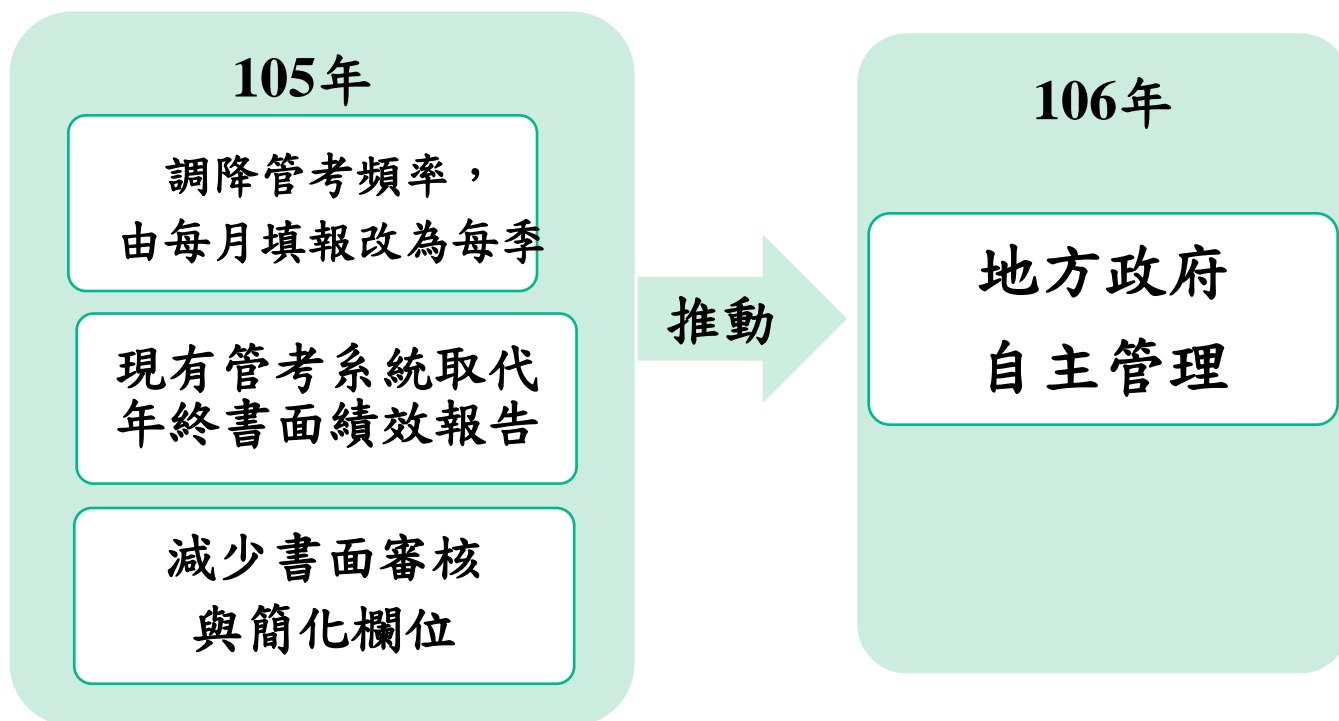 105年
調降管考頻率，
由每月填報改為每季
現有管考系統取代
年終書面績效報告
減少書面審核
與簡化欄位
推動
106年
地方政府
自主管理